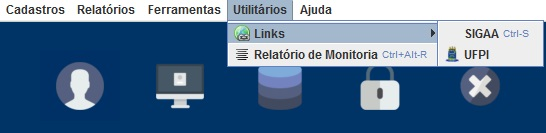 Cadastros Relatórios Ferramentas Utilitários Ajuda
Links SIGAA Ctrl-S
Relatório de Monitoria Ctrl+Alt-R UFPI